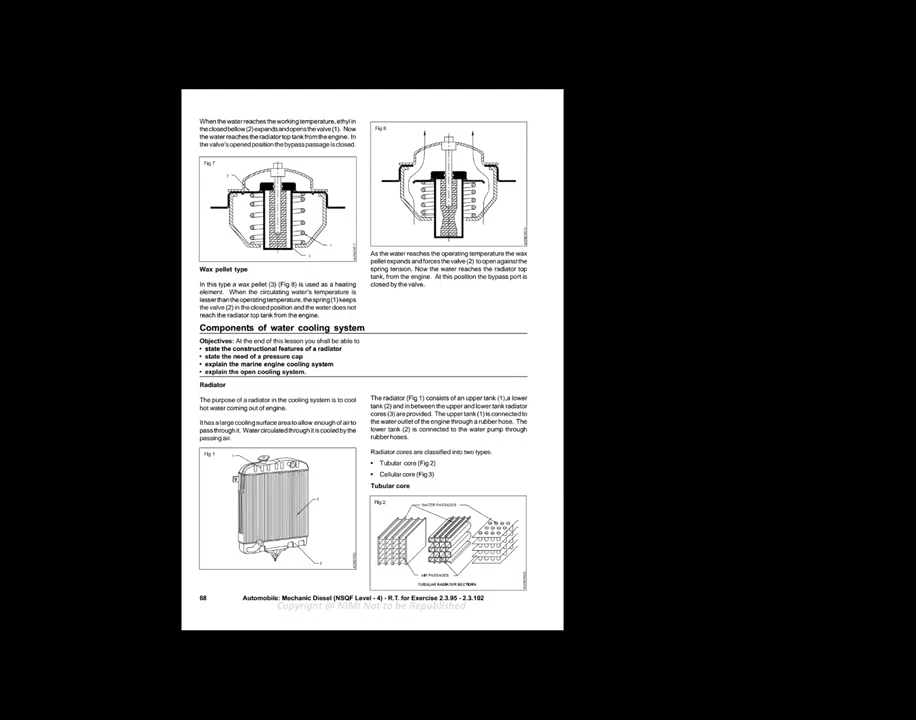 When the water reaches the working temperature, ethyl in
the closed bellow (2) expands and opens the valve (1). Now
the water reaches the radiator top tank from the engine. In
the valve's opened position the bypass passage is closed.
Fig 7
2
1
3
Wax pellet type
In this type a wax pellet (3) (Fig 8) is used as a heating
element. When the circulating water's temperature is
lesser than the operating temperature, the spring (1) keeps
the valve (2) in the closed position and the water does not
reach the radiator top tank from the engine.
Fig 8
As the water reaches the operating temperature the wax
pellet expands and forces the valve (2) to open against the
spring tension. Now the water reaches the radiator top
tank, from the engine. At this position the bypass port is
closed by the valve.
Components of water cooling system
Objectives: At the end of this lesson you shall be able to
• state the constructional features of a radiator
• state the need of a pressure cap
• explain the marine engine cooling system
• explain the open cooling system.
Radiator
The purpose of a radiator in the cooling system is to cool
hot water coming out of engine.
It has a large cooling surface area to allow enough of air to
pass through it. Water circulated through it is cooled by the
passing air.
Fig 1
1
3
2
The radiator (Fig 1) consists of an upper tank (1),a lower
tank (2) and in between the upper and lower tank radiator
cores (3) are provided. The upper tank (1) is connected to
the water outlet of the engine through a rubber hose. The
lower tank (2) is connected to the water pump through
rubber hoses.
Radiator cores are classified into two types.
• Tubular core (Fig 2)
• Cellular core (Fig 3)
Tubular core
Fig 2
WATER PASSAGES
AIR PASSAGES
TUBULAR RADIATOR SECTIONS
68 Automobile: Mechanic Diesel (NSQF Level - 4) - R.T. for Exercise 2.3.95 - 2.3.102
Copyright @ NIMI Not to be Republished